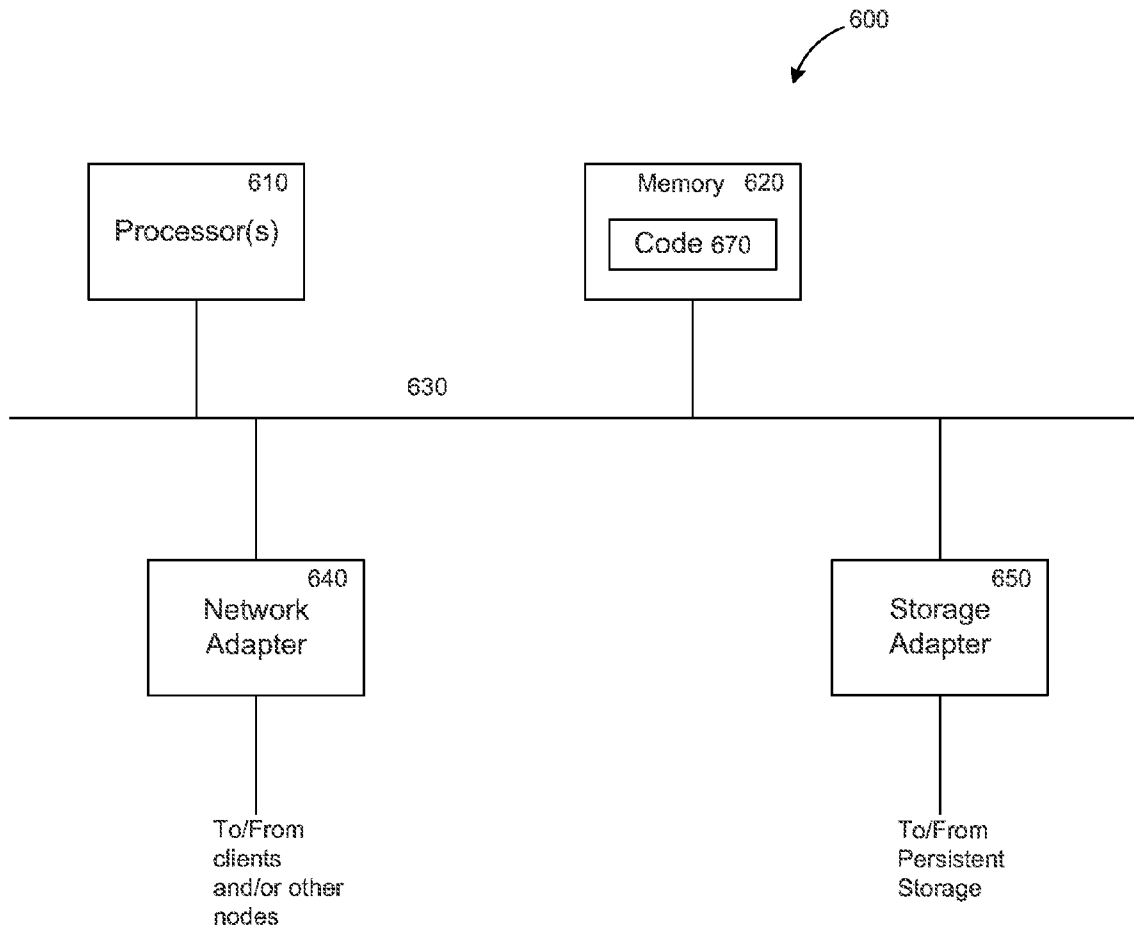 600
610
Processor(s)
Memory 620
Code 670
630
640
Network
Adapter
650
Storage
Adapter
To/From
clients
and/or other
nodes
To/From
Persistent
Storage